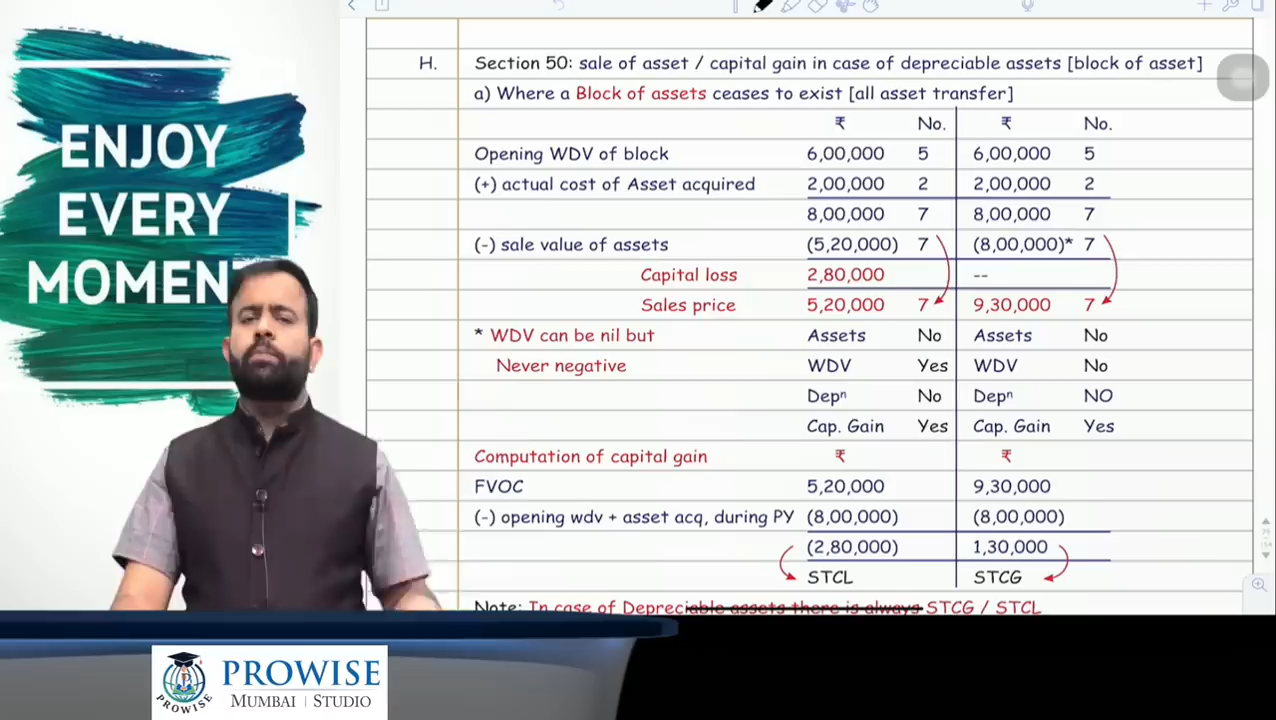 ENJOY
EVERY
MOMENT
H. Section 50: sale of asset / capital gain in case of depreciable assets [block of asset]
a) Where a Block of assets ceases to exist [all asset transfer]
₹ No. ₹ No.
Opening WDV of block 6,00,000 5 6,00,000 5
(+) actual cost of Asset acquired 2,00,000 2 2,00,000 2
8,00,000 7 8,00,000 7
(-) sale value of assets (5,20,000) 7 (8,00,000)* 7
Capital loss 2,80,000 --
Sales price 5,20,000 7 9,30,000 7
* WDV can be nil but Assets No Assets No
Never negative WDV Yes WDV No
Depⁿ No Depⁿ NO
Cap. Gain Yes Cap. Gain Yes
Computation of capital gain ₹ ₹
FVOC 5,20,000 9,30,000
(-) opening wdv + asset acq, during PY (8,00,000) (8,00,000)
(2,80,000) 1,30,000
STCL STCG
Note: In case of Depreciable assets there is always STCG / STCL
PROWISE
PROWISE
MUMBAI | STUDIO